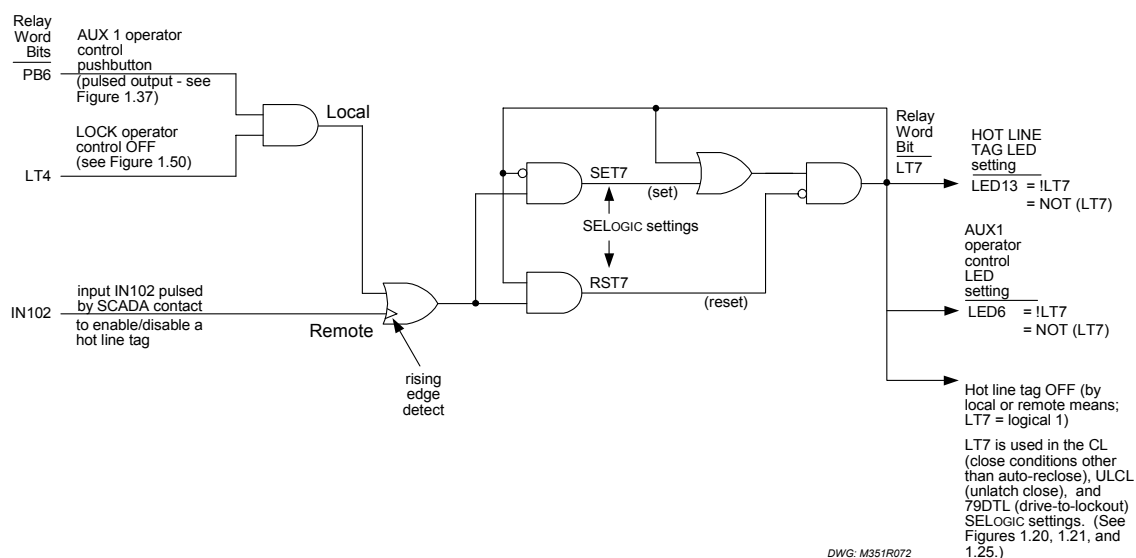 Relay
Word
Bits
PB6
AUX 1 operator
control
pushbutton
(pulsed output - see
Figure 1.37)
LOCK operator
control OFF
(see Figure 1.50)
LT4
Local
input IN102 pulsed
by SCADA contact
IN102
to enable/disable a
hot line tag
Remote
rising
edge
detect
SET7
(set)
SELOGIC settings
RST7
(reset)
Relay
Word
Bit
LT7
HOT LINE
TAG LED
setting
LED13 = !LT7
= NOT (LT7)
AUX1
operator
control
LED
setting
LED6 = !LT7
= NOT (LT7)
Hot line tag OFF (by
local or remote means;
LT7 = logical 1)
LT7 is used in the CL
(close conditions other
than auto-reclose), ULCL
(unlatch close), and
79DTL (drive-to-lockout)
SELOGIC settings. (See
Figures 1.20, 1.21, and
1.25.)
DWG: M351R072